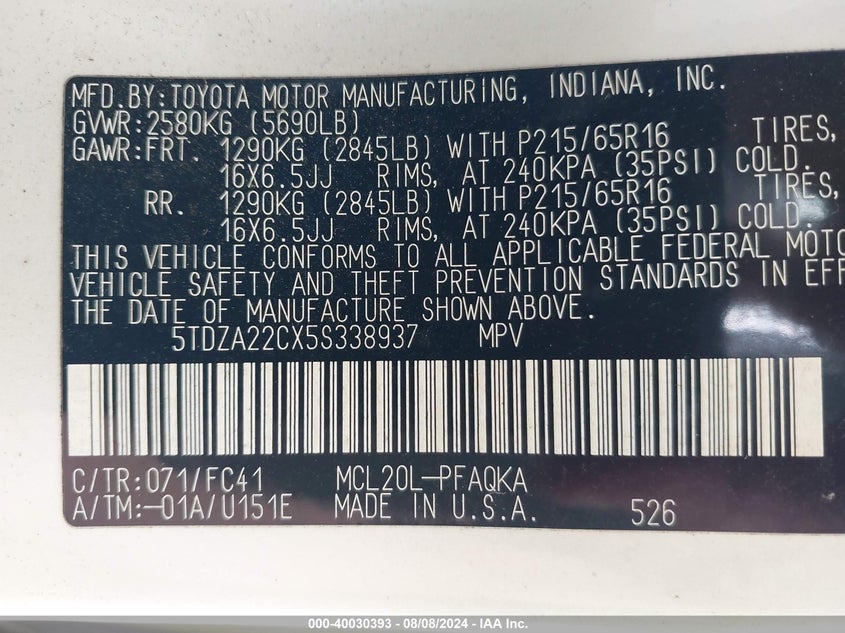 MFD.BY:TOYOTA MOTOR MANUFACTURING, INDIANA, INC.
GVWR:2580KG (5690LB)
GAWR:FRT. 1290KG (2845LB) WITH P215/65R16 TIRES,
16X6.5JJ RIMS, AT 240KPA (35PSI) COLD.
RR. 1290KG (2845LB) WITH P215/65R16 TIRES,
16X6.5JJ RIMS, AT 240KPA (35PSI) COLD.
THIS VEHICLE CONFORMS TO ALL APPLICABLE FEDERAL MOTO
VEHICLE SAFETY AND THEFT PREVENTION STANDARDS IN EFF
THE DATE OF MANUFACTURE SHOWN ABOVE.
5TDZA22CX5S338937 MPV
C/TR:071/FC41 MCL20L-PFAQKA
A/TM:-01A/U151E MADE IN U.S.A. 526
000-40030393 - 08/08/2024 - IAA Inc.